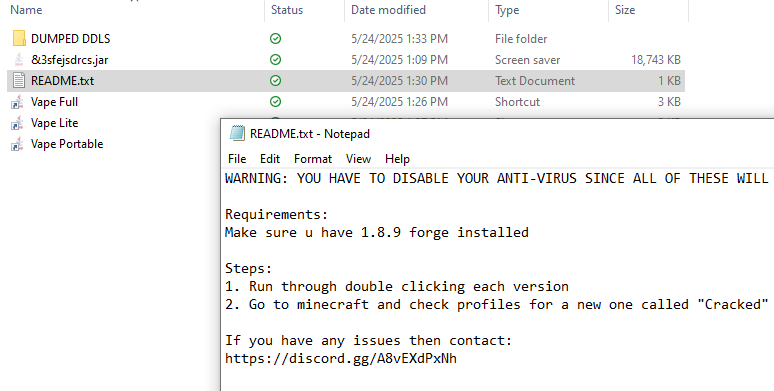 Name Status Date modified Type Size
DUMPED DDLS 5/24/2025 1:33 PM File folder
&3sfejsdrcs.jar 5/24/2025 1:09 PM Screen saver 18,743 KB
README.txt 5/24/2025 1:30 PM Text Document 1 KB
Vape Full 5/24/2025 1:26 PM Shortcut 3 KB
Vape Lite
Vape Portable
README.txt - Notepad
File Edit Format View Help
WARNING: YOU HAVE TO DISABLE YOUR ANTI-VIRUS SINCE ALL OF THESE WILL
Requirements:
Make sure u have 1.8.9 forge installed
Steps:
1. Run through double clicking each version
2. Go to minecraft and check profiles for a new one called "Cracked"
If you have any issues then contact:
https://discord.gg/A8vEXdPxNh